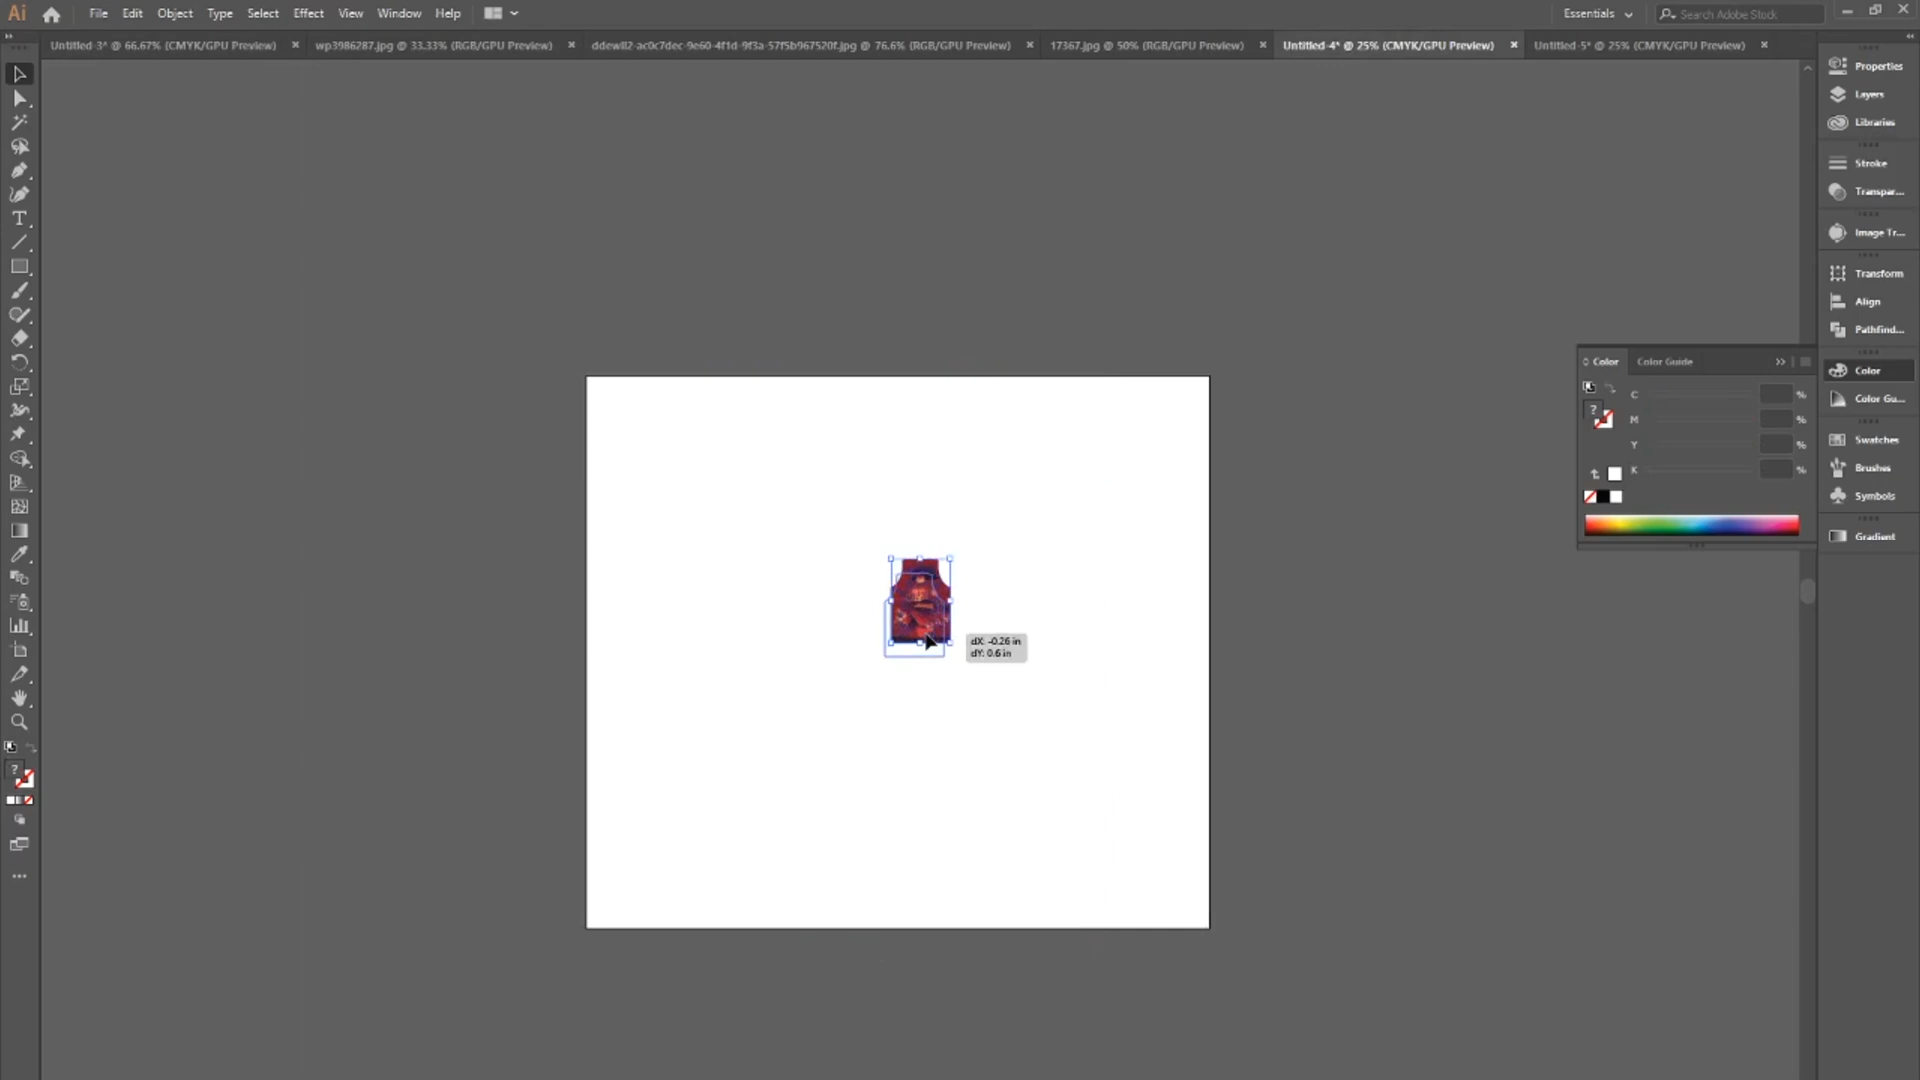 Ai File Edit Object Type Select Effect View Window Help Essentials Search Adobe Stock
Untitled-3* @ 66.67% (CMYK/GPU Preview) wp3986287.jpg @ 33.33% (RGB/GPU Preview) ddewll2-ac0c7dec-9e60-4f1d-9f3a-57f5b967520f.jpg @ 76.6% (RGB/GPU Preview) 17367.jpg @ 50% (RGB/GPU Preview) Untitled-4* @ 25% (CMYK/GPU Preview) Untitled-5* @ 25% (CMYK/GPU Preview)
Properties
Layers
Libraries
Stroke
Transpar...
Image Tr...
Transform
Align
Pathfind...
Color
Color Gu...
Swatches
Brushes
Symbols
Gradient
Color Color Guide
C %
M %
Y %
K %
?
dX: -0.26 in
dY: 0.6 in
T
?